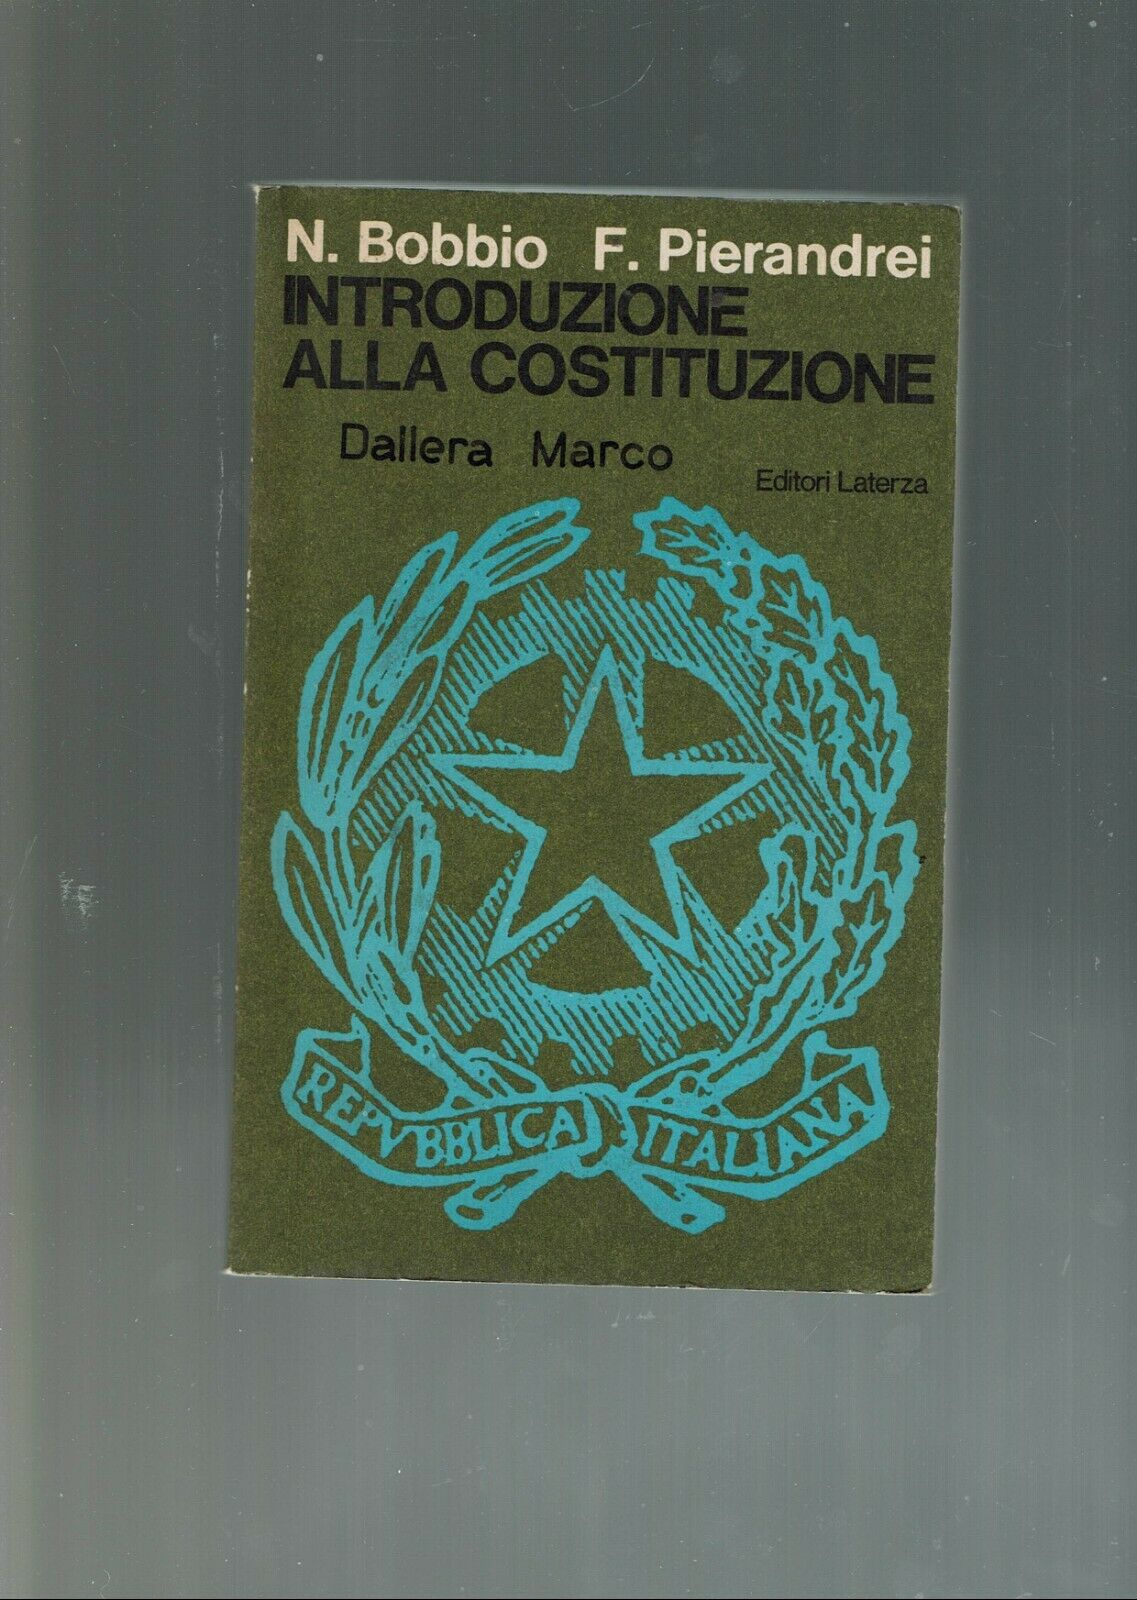 N. Bobbio F. Pierandrei
INTRODUZIONE
ALLA COSTITUZIONE
Dallera Marco
Editori Laterza
REPVBBLICA ITALIANA